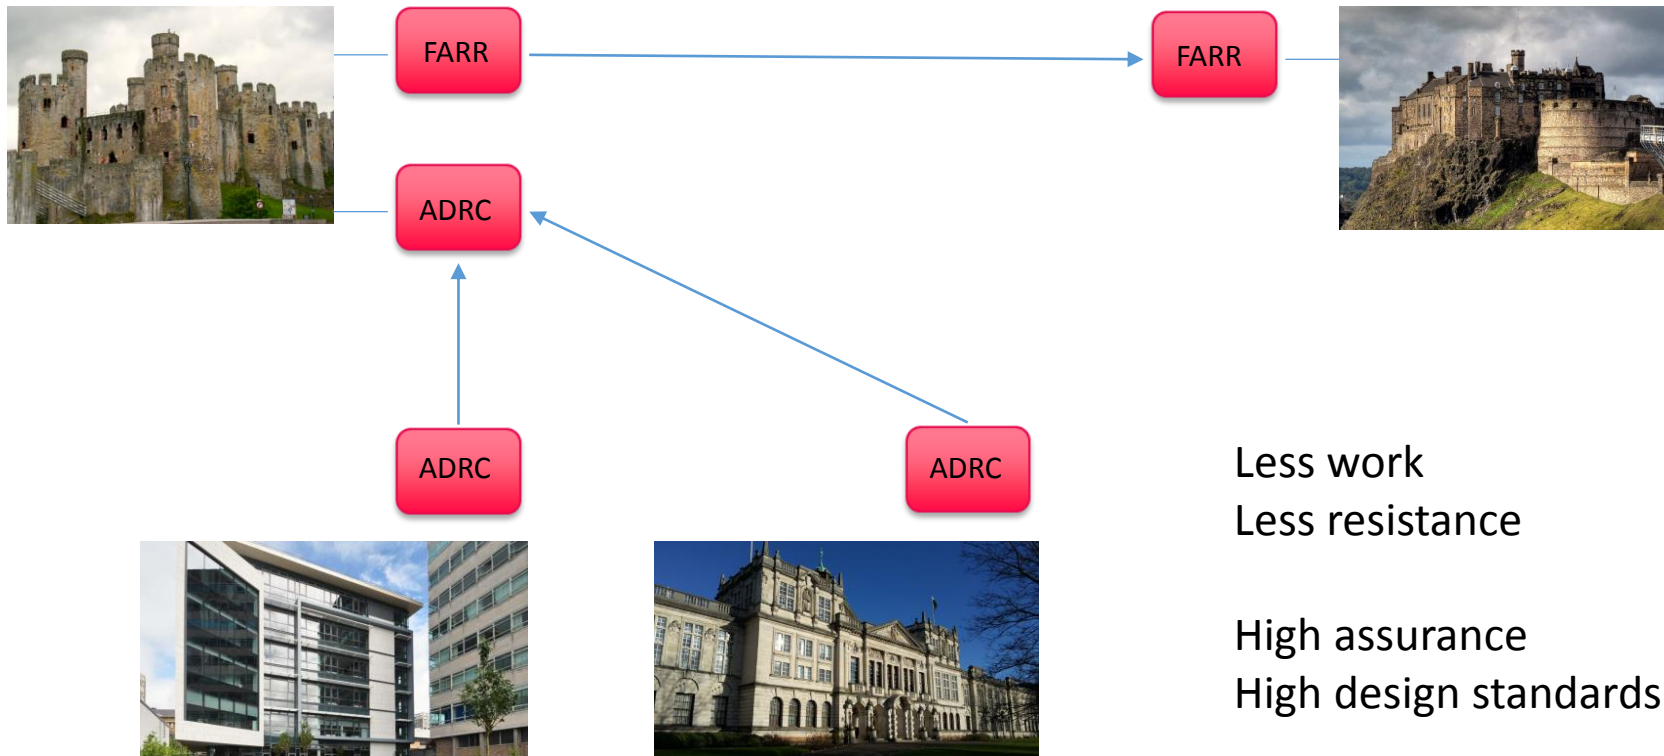 FARR
FARR
ADRC
ADRC
ADRC
Less work
Less resistance
High assurance
High design standards